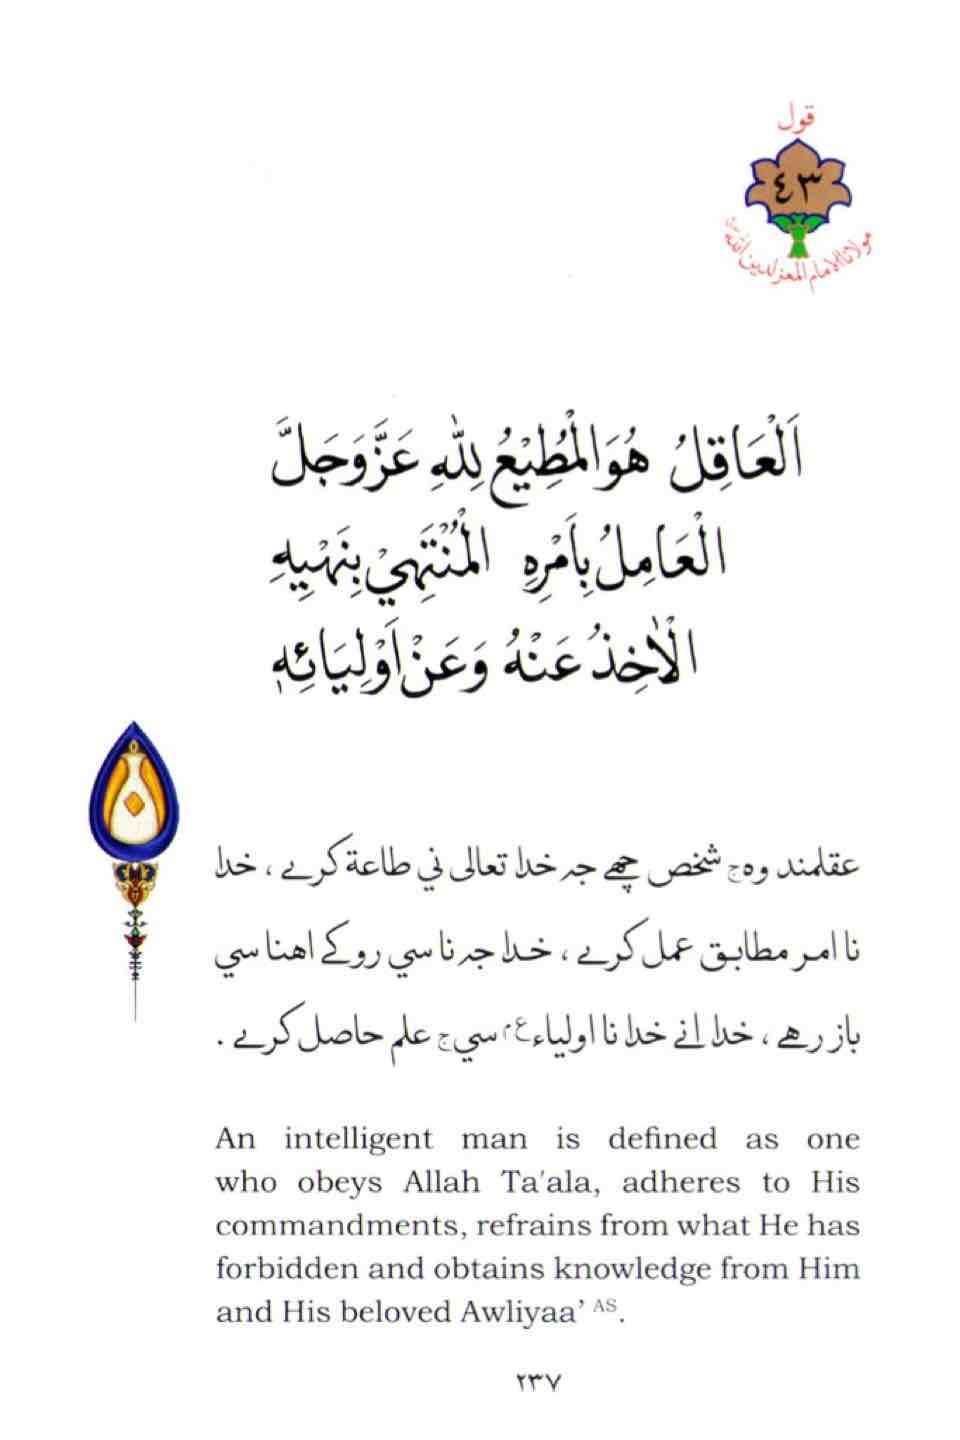 قول
٤٣
مولانا الامام المعز لدين الله
اَلْعَاقِلُ هُوَ الْمُطِيْعُ لِلّٰهِ عَزَّ وَجَلَّ
الْعَامِلُ بِاَمْرِهِ الْمُنْتَهِيْ بِنَهْيِهِ
الْاٰخِذُ عَنْهُ وَعَنْ اَوْلِيَائِهٖ
عقلمند وه ج شخص چھے جہ خدا تعالى ني طاعة كرے ، خدا
نا امر مطابق عمل كرے ، خدا جہ نا سي روكے اهنا سي
باز رهے ، خدا انے خدا نا اولياء ع م سي ج علم حاصل كرے .
An intelligent man is defined as one
who obeys Allah Ta'ala, adheres to His
commandments, refrains from what He has
forbidden and obtains knowledge from Him
and His beloved Awliyaa’ AS.
٢٣٧